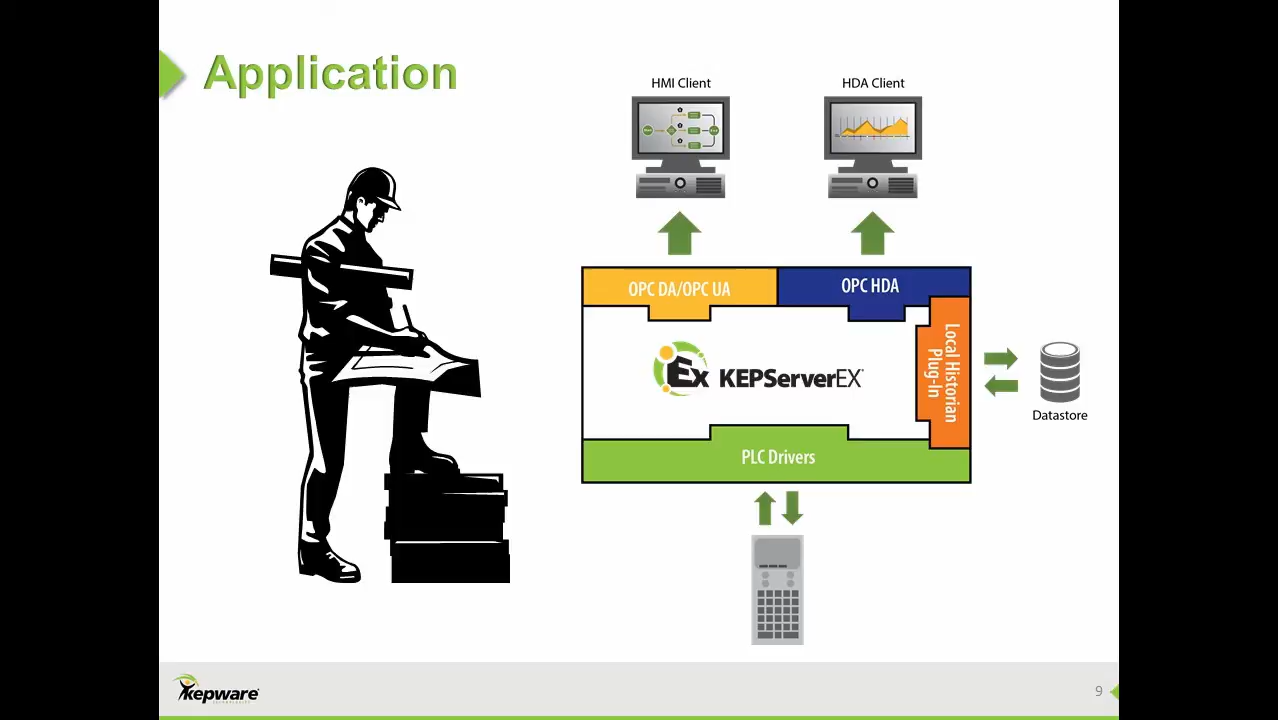 Application
HMI Client
HDA Client
OPC DA/OPC UA
OPC HDA
Ex KEPServerEX
Local Historian
Plug-In
Datastore
PLC Drivers
kepware
9